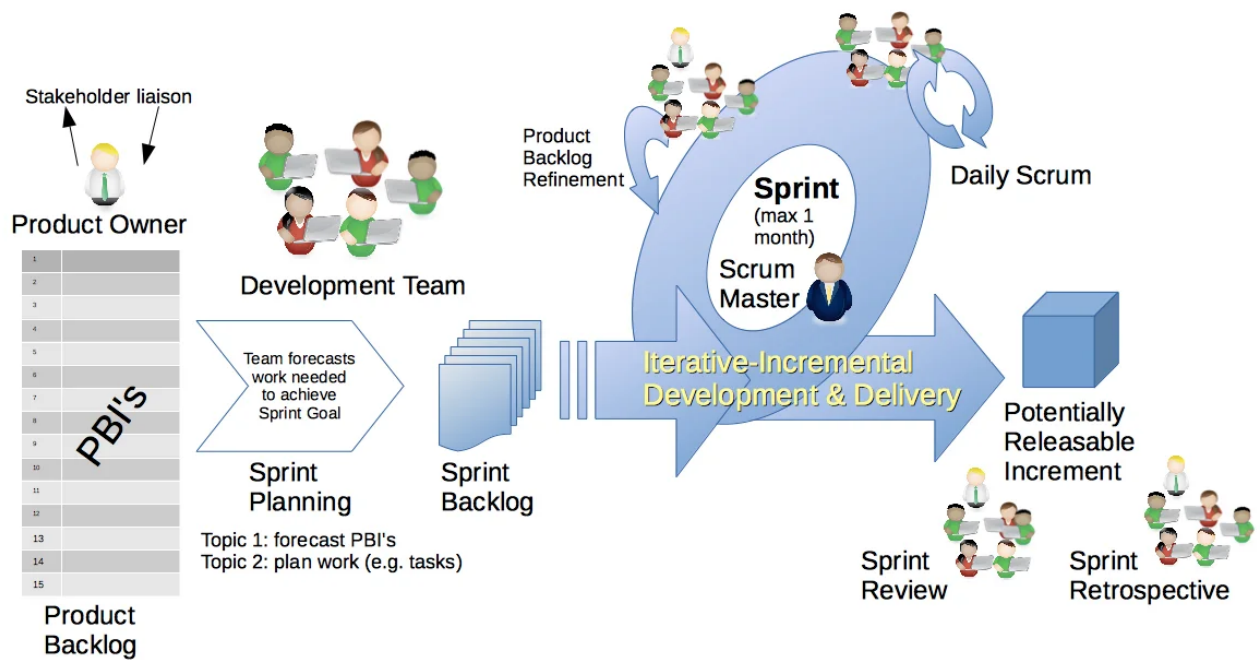 Stakeholder liaison
Product Owner
1
2
3
4
5
6
7
8
9
10
11
12
13
14
15
PBI's
Product
Backlog
Development Team
Team forecasts
work needed
to achieve
Sprint Goal
Sprint
Planning
Topic 1: forecast PBI's
Topic 2: plan work (e.g. tasks)
Sprint
Backlog
Product
Backlog
Refinement
Sprint
(max 1
month)
Scrum
Master
Daily Scrum
Iterative-Incremental
Development & Delivery
Potentially
Releasable
Increment
Sprint
Review
Sprint
Retrospective